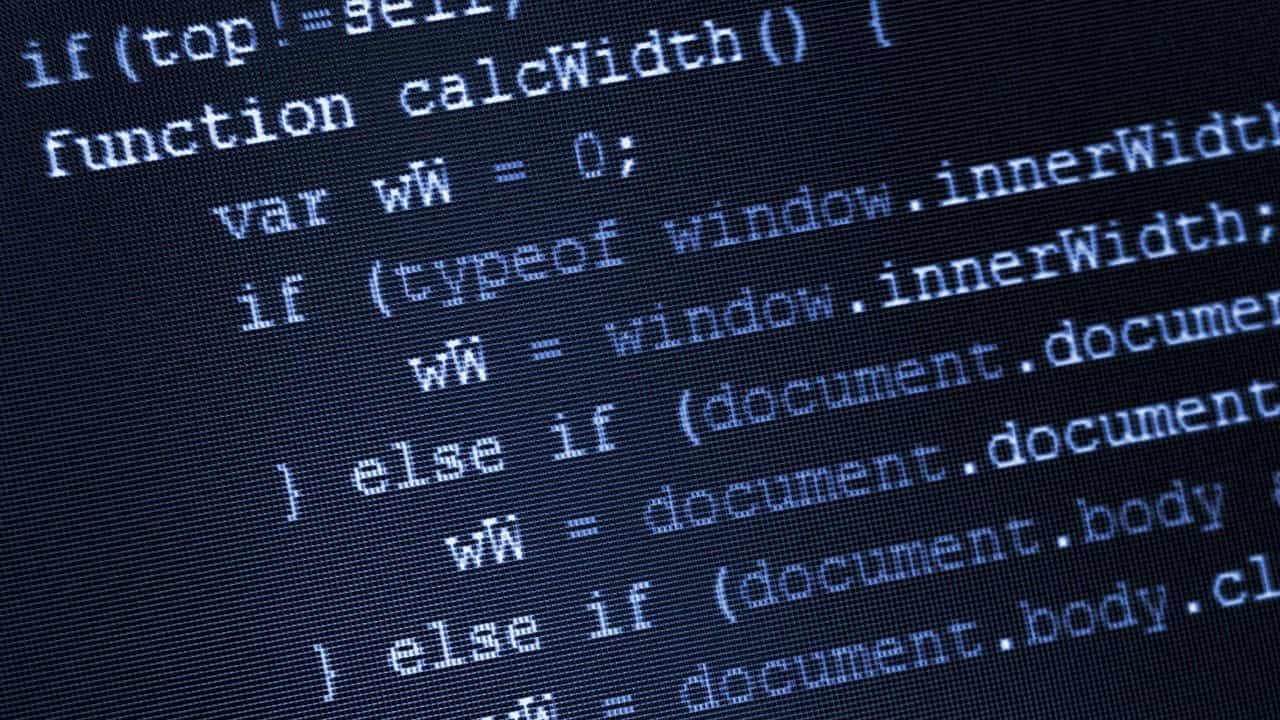 if(top!=self)
function calcWidth() {
var wW = 0;
if (typeof window.innerWidth
wW = window.innerWidth;
} else if (document.documen
wW = document.document
} else if (document.body &
wW = document.body.cl